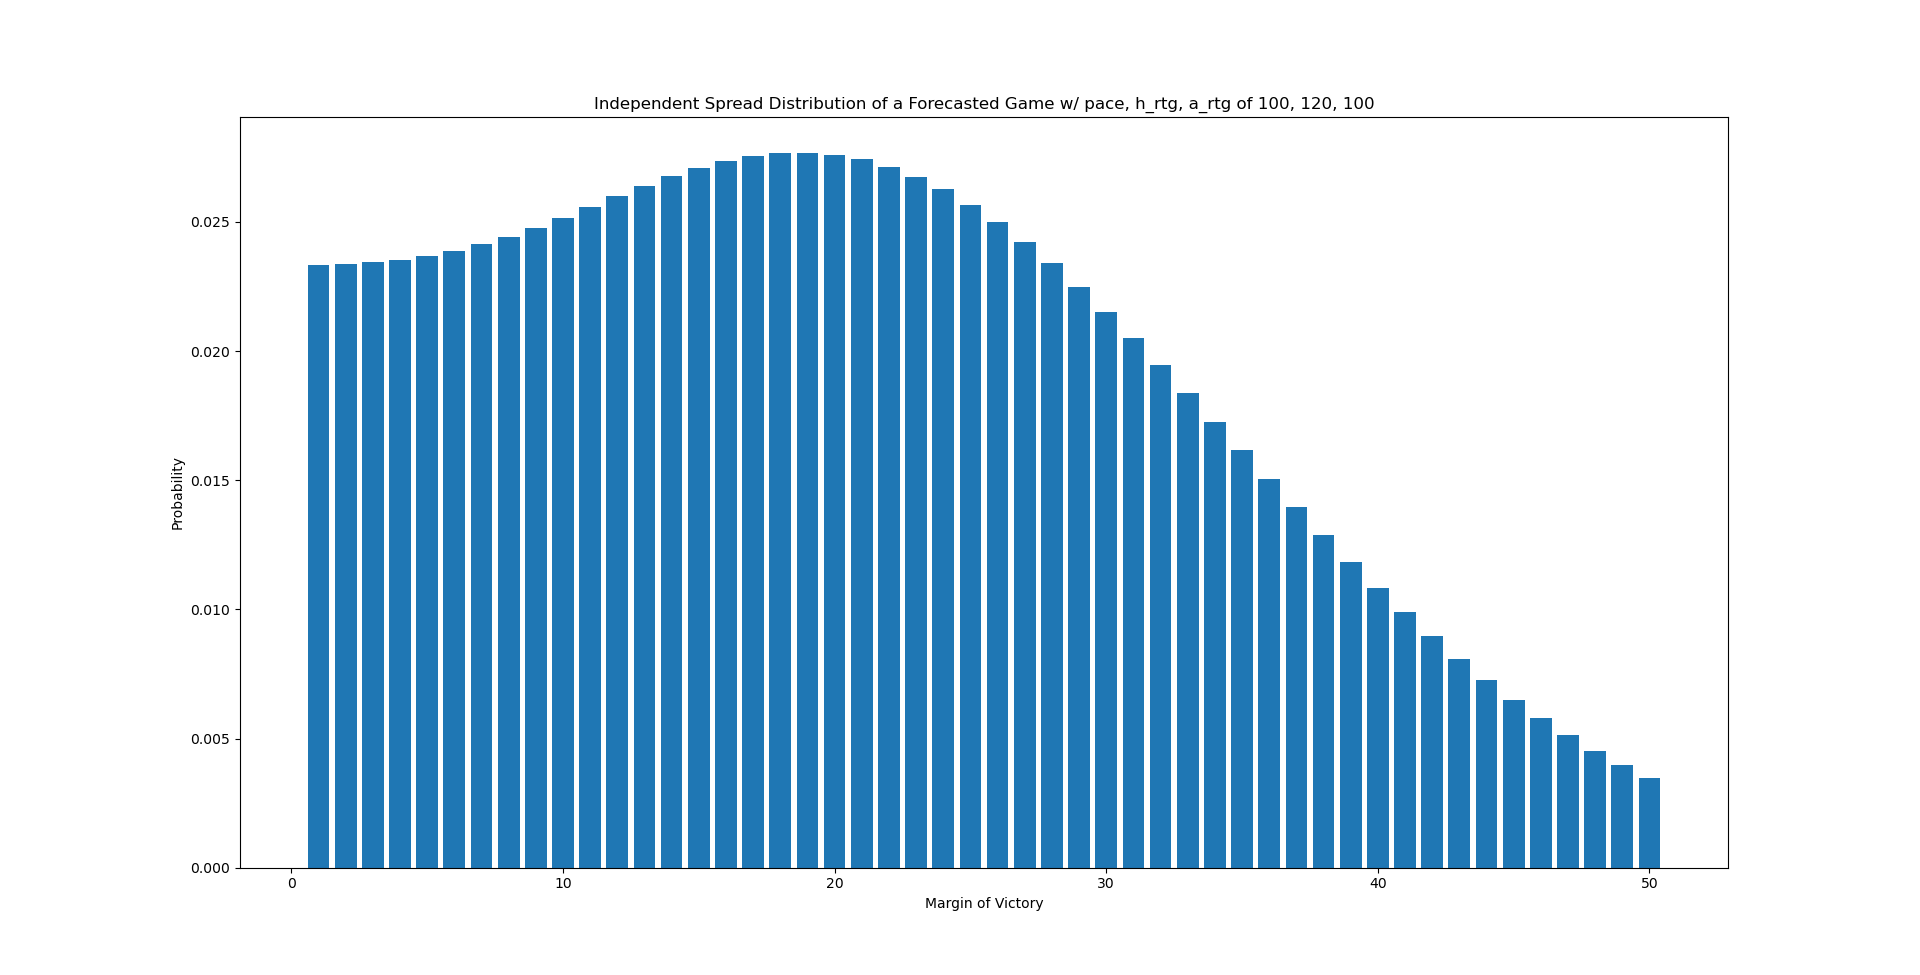 Independent Spread Distribution of a Forecasted Game w/ pace, h_rtg, a_rtg of 100, 120, 100
Probability
0.025
0.020
0.015
0.010
0.005
0.000
0 10 20 30 40 50
Margin of Victory